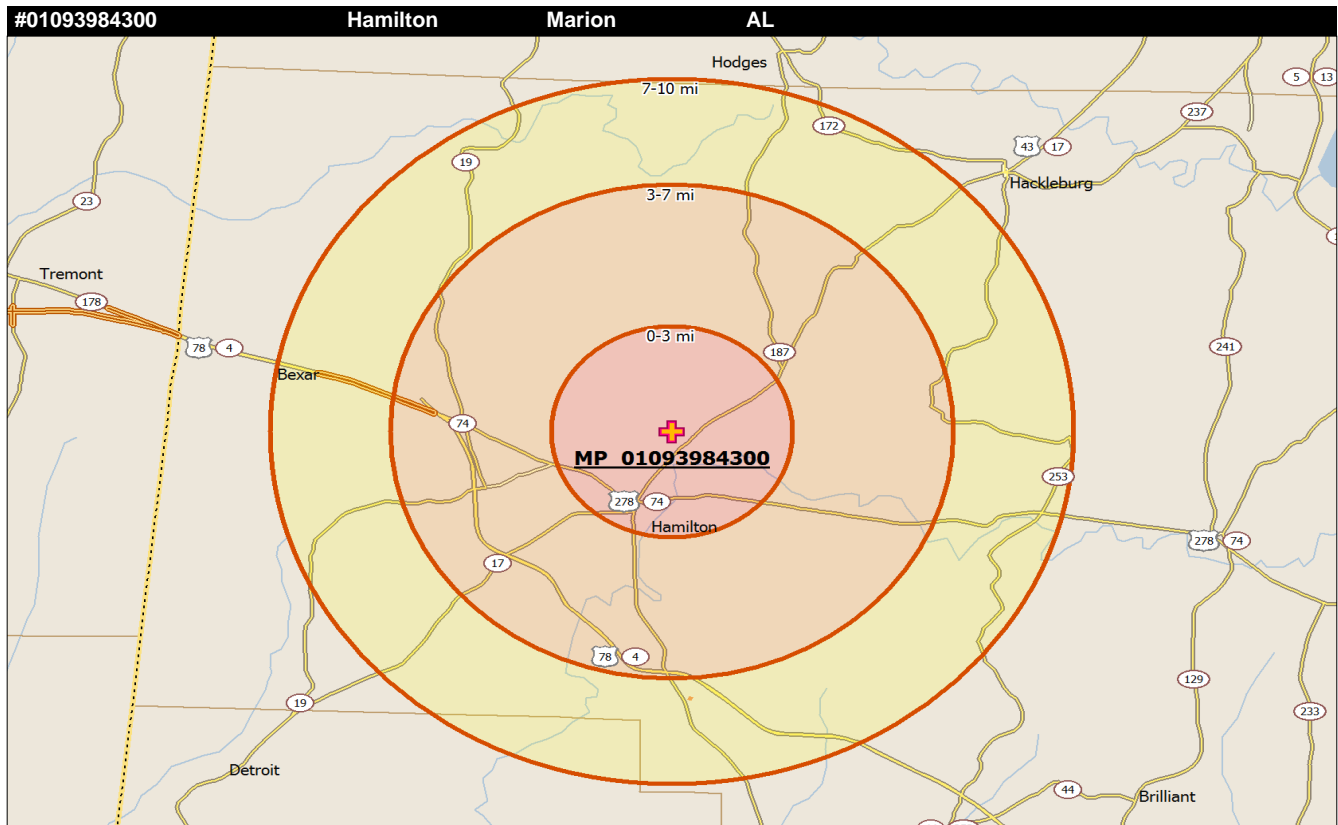 #01093984300 Hamilton Marion AL
Hodges
7-10 mi
5 13
237
172
43 17
19
Hackleburg
3-7 mi
23
Tremont
178
0-3 mi
78 4
187
241
Bexar
74
MP 01093984300
253
278 74
Hamilton
278 74
17
78 4
129
19
233
Detroit
44
Brilliant